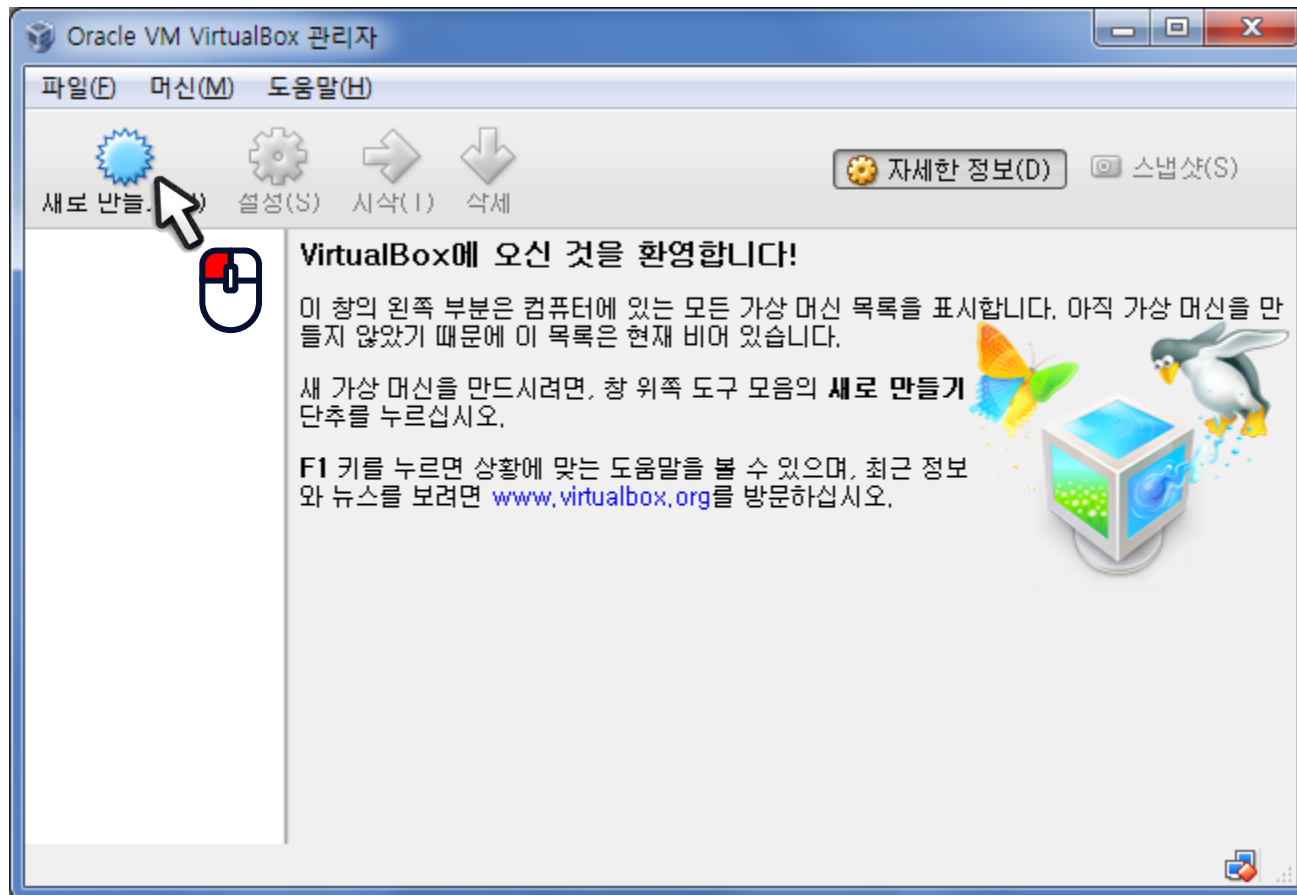 Oracle VM VirtualBox 관리자
파일(F) 머신(M) 도움말(H)
새로 만들 설정(S) 시작(T) 삭제 자세한 정보(D) 스냅샷(S)
VirtualBox에 오신 것을 환영합니다!
이 창의 왼쪽 부분은 컴퓨터에 있는 모든 가상 머신 목록을 표시합니다. 아직 가상 머신을 만
들지 않았기 때문에 이 목록은 현재 비어 있습니다.
새 가상 머신을 만드시려면, 창 위쪽 도구 모음의 새로 만들기
단추를 누르십시오.
F1 키를 누르면 상황에 맞는 도움말을 볼 수 있으며, 최근 정보
와 뉴스를 보려면 www.virtualbox.org를 방문하십시오.